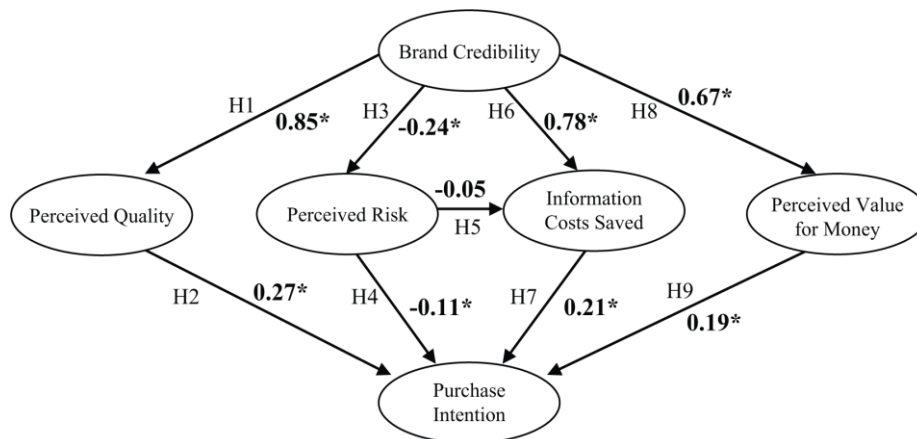 Brand Credibility
H1
0.85*
H3
-0.24*
H6
0.78*
H8
0.67*
Perceived Quality
Perceived Risk
-0.05
H5
Information
Costs Saved
Perceived Value
for Money
H2
0.27*
H4
-0.11*
H7
0.21*
H9
0.19*
Purchase
Intention